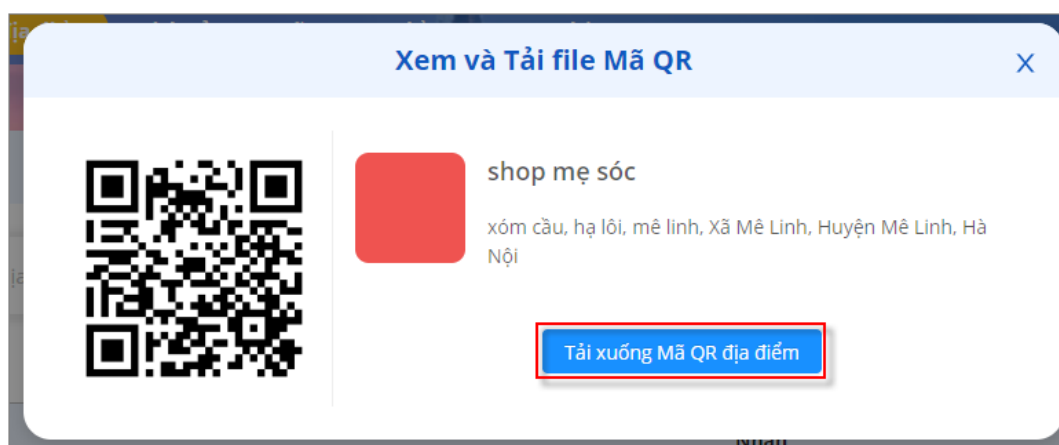 Xem và Tải file Mã QR
X
shop mẹ sóc
xóm cầu, hạ lôi, mê linh, Xã Mê Linh, Huyện Mê Linh, Hà
Nội
Tải xuống Mã QR địa điểm